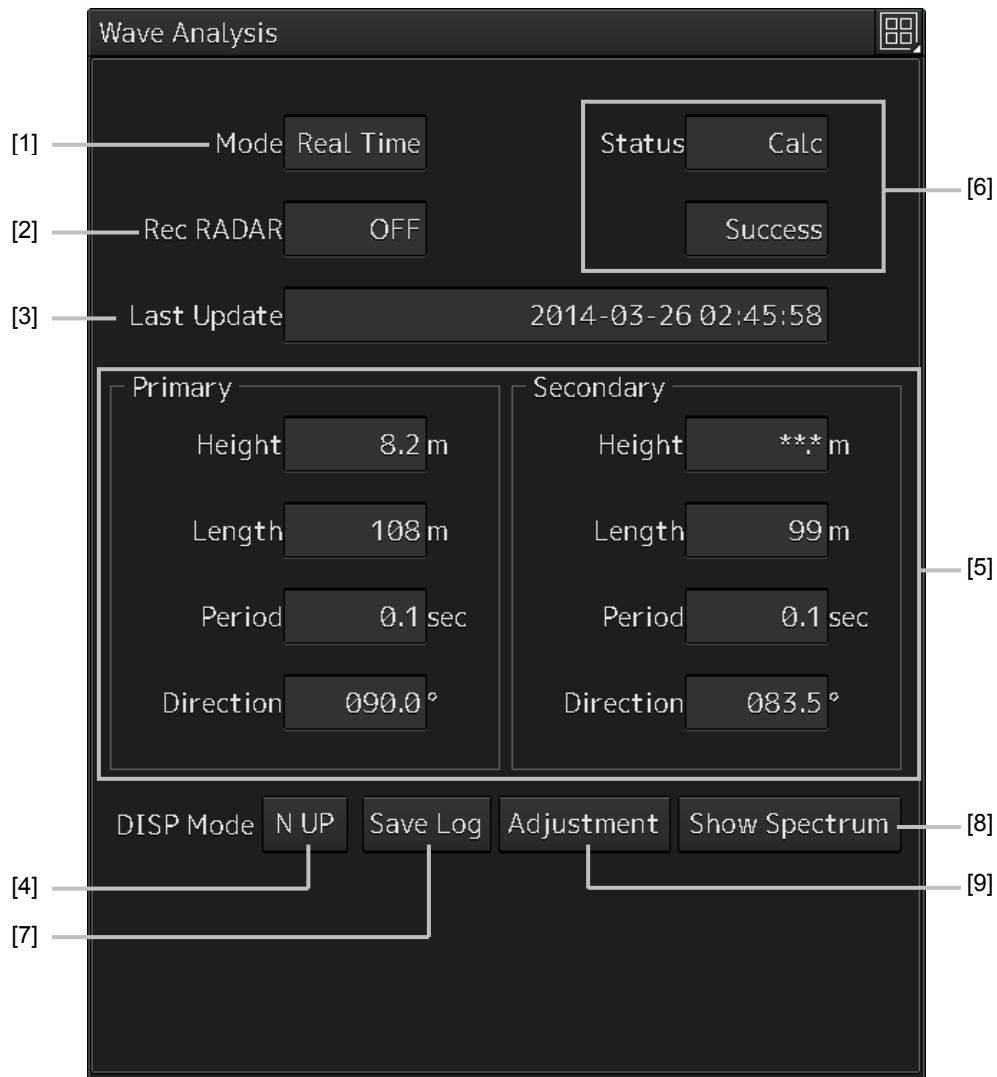 Wave Analysis
[1] Mode Real Time Status Calc
[6]
[2] Rec RADAR OFF Success
[3] Last Update 2014-03-26 02:45:58
Primary Secondary
Height 8.2 m Height **.* m
Length 108 m Length 99 m
[5]
Period 0.1 sec Period 0.1 sec
Direction 090.0 ° Direction 083.5 °
DISP Mode N UP Save Log Adjustment Show Spectrum [8]
[4] [9]
[7]